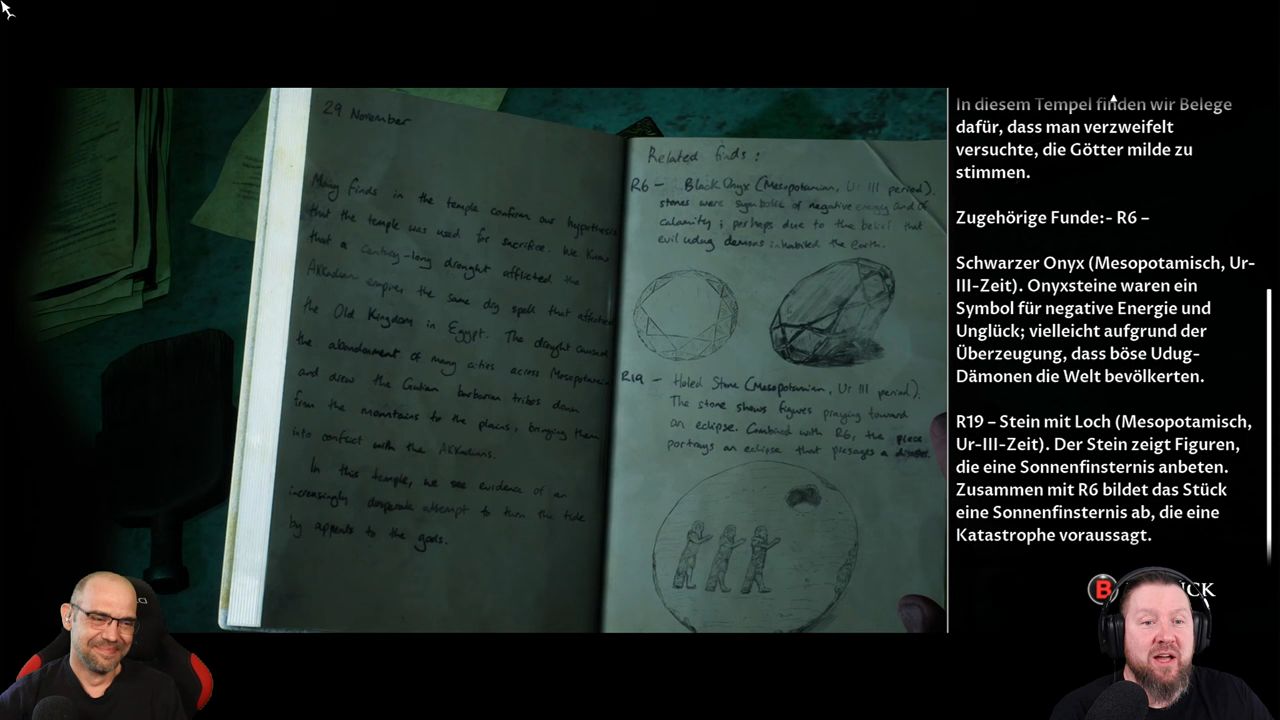 29 November
Many finds in the temple confirm our hypothesis
that the temple was used for sacrifice. We know
that a century-long drought afflicted the
Akkadian empire, the same dry spell that affected
the Old Kingdom in Egypt. The drought caused
the abandonment of many cities across Mesopotamia
and drew the Gutian barbarian tribes down
from the mountains to the plains, bringing them
into conflict with the Akkadians.
In this temple, we see evidence of an
increasingly desperate attempt to turn the tide
by appeals to the gods.
Related finds:
R6 - Black Onyx (Mesopotamian, Ur III period).
stones were symbols of negative energy and of
calamity; perhaps due to the belief that
evil udug demons inhabited the earth.
R19 - Holed Stone (Mesopotamian, Ur III period).
The stone shows figures praying toward
an eclipse. Combined with R6, the piece
portrays an eclipse that presages a disaster.
In diesem Tempel finden wir Belege
dafür, dass man verzweifelt
versuchte, die Götter milde zu
stimmen.
Zugehörige Funde:- R6 –
Schwarzer Onyx (Mesopotamisch, Ur-
III-Zeit). Onyxsteine waren ein
Symbol für negative Energie und
Unglück; vielleicht aufgrund der
Überzeugung, dass böse Udug-
Dämonen die Welt bevölkerten.
R19 – Stein mit Loch (Mesopotamisch,
Ur-III-Zeit). Der Stein zeigt Figuren,
die eine Sonnenfinsternis anbeten.
Zusammen mit R6 bildet das Stück
eine Sonnenfinsternis ab, die eine
Katastrophe voraussagt.
B
CK